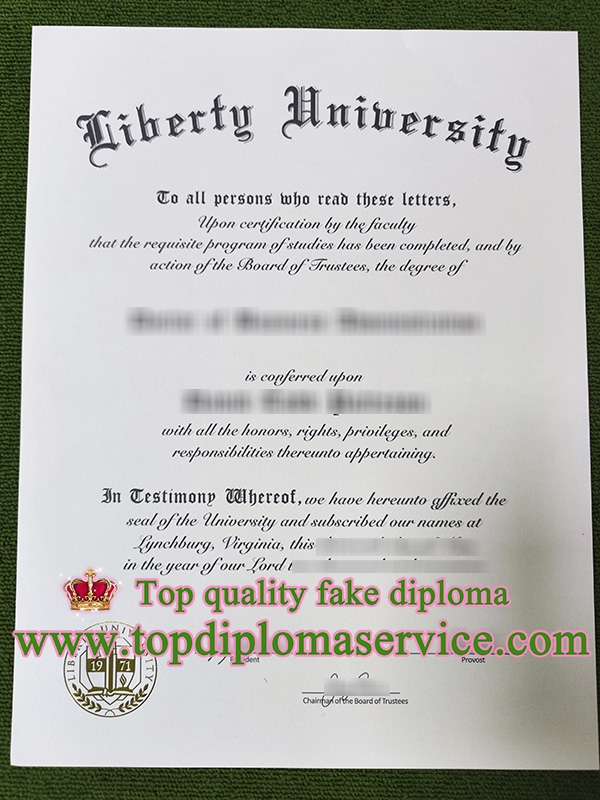 Liberty University
To all persons who read these letters,
Upon certification by the faculty
that the requisite program of studies has been completed, and by
action of the Board of Trustees, the degree of
is conferred upon
with all the honors, rights, privileges, and
responsibilities thereunto appertaining.
In Testimony Whereof, we have hereunto affixed the
seal of the University and subscribed our names at
Lynchburg, Virginia, this
in the year of our Lord
Top quality fake diploma
www.topdiplomaservice.com
LIBERTY UNIVERSITY
1971
Provost
Chairman of the Board of Trustees